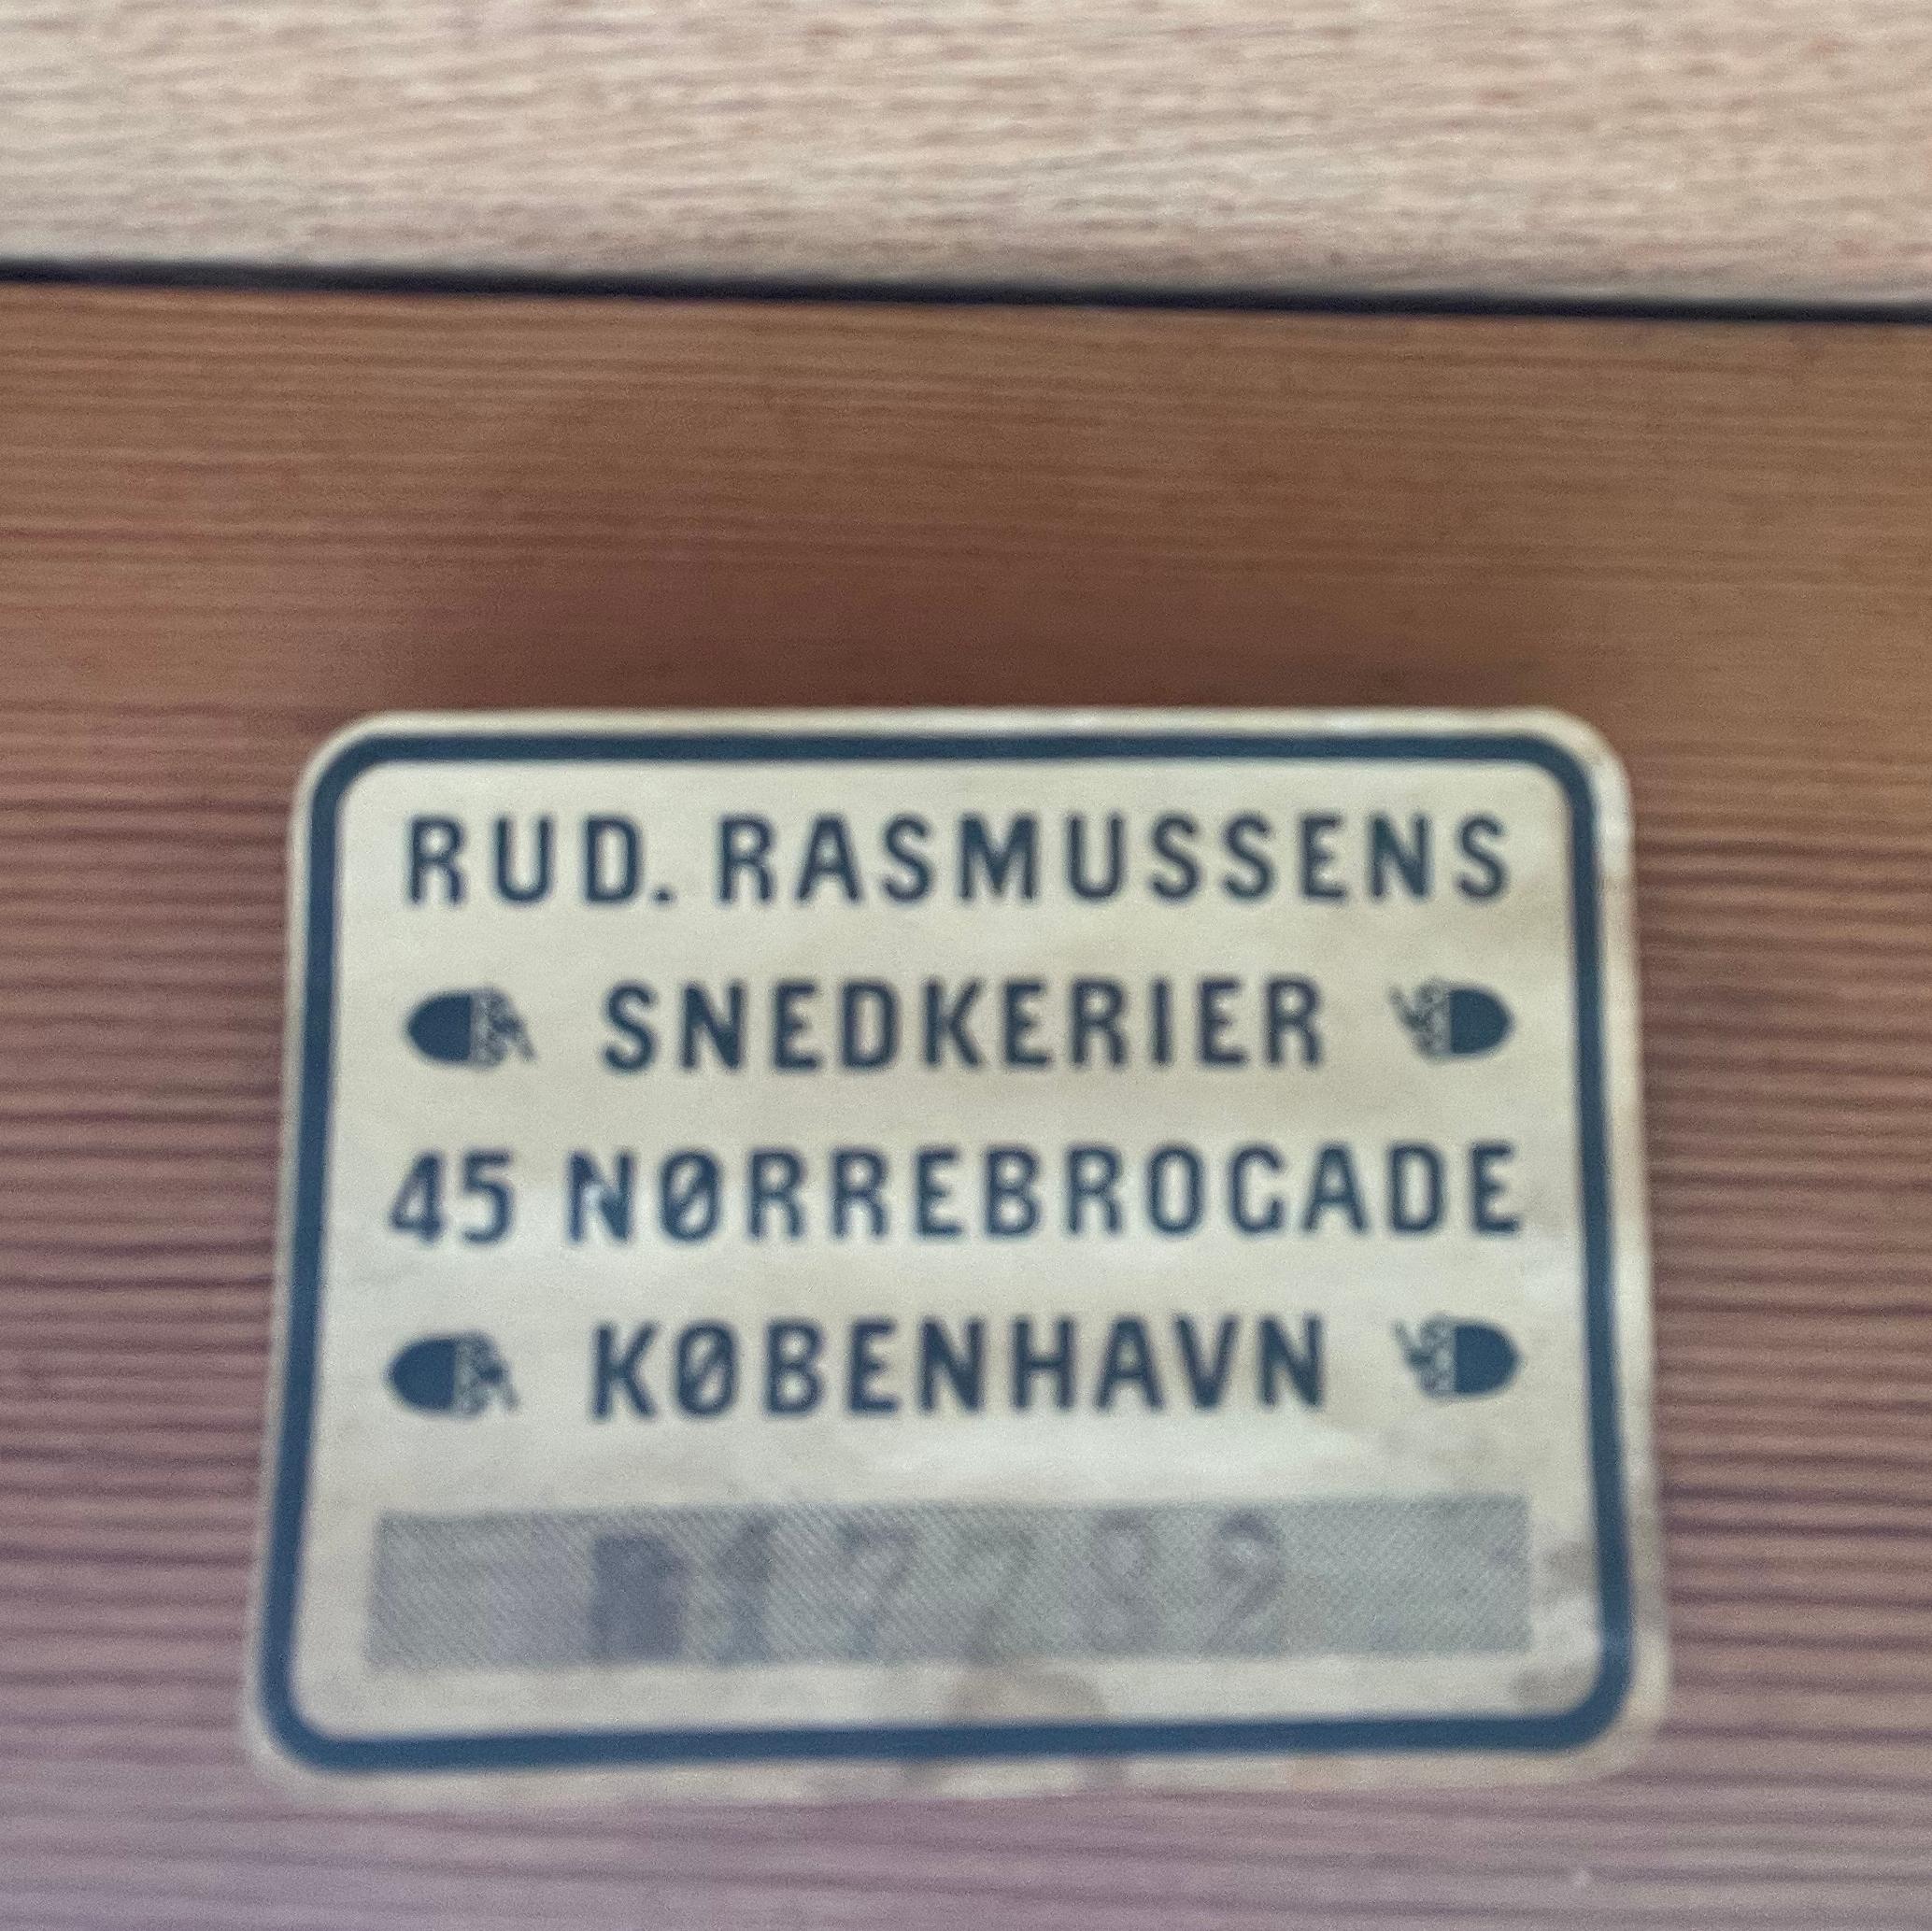 RUD. RASMUSSENS
SNEDKERIER
45 NØRREBROGADE
KØBENHAVN